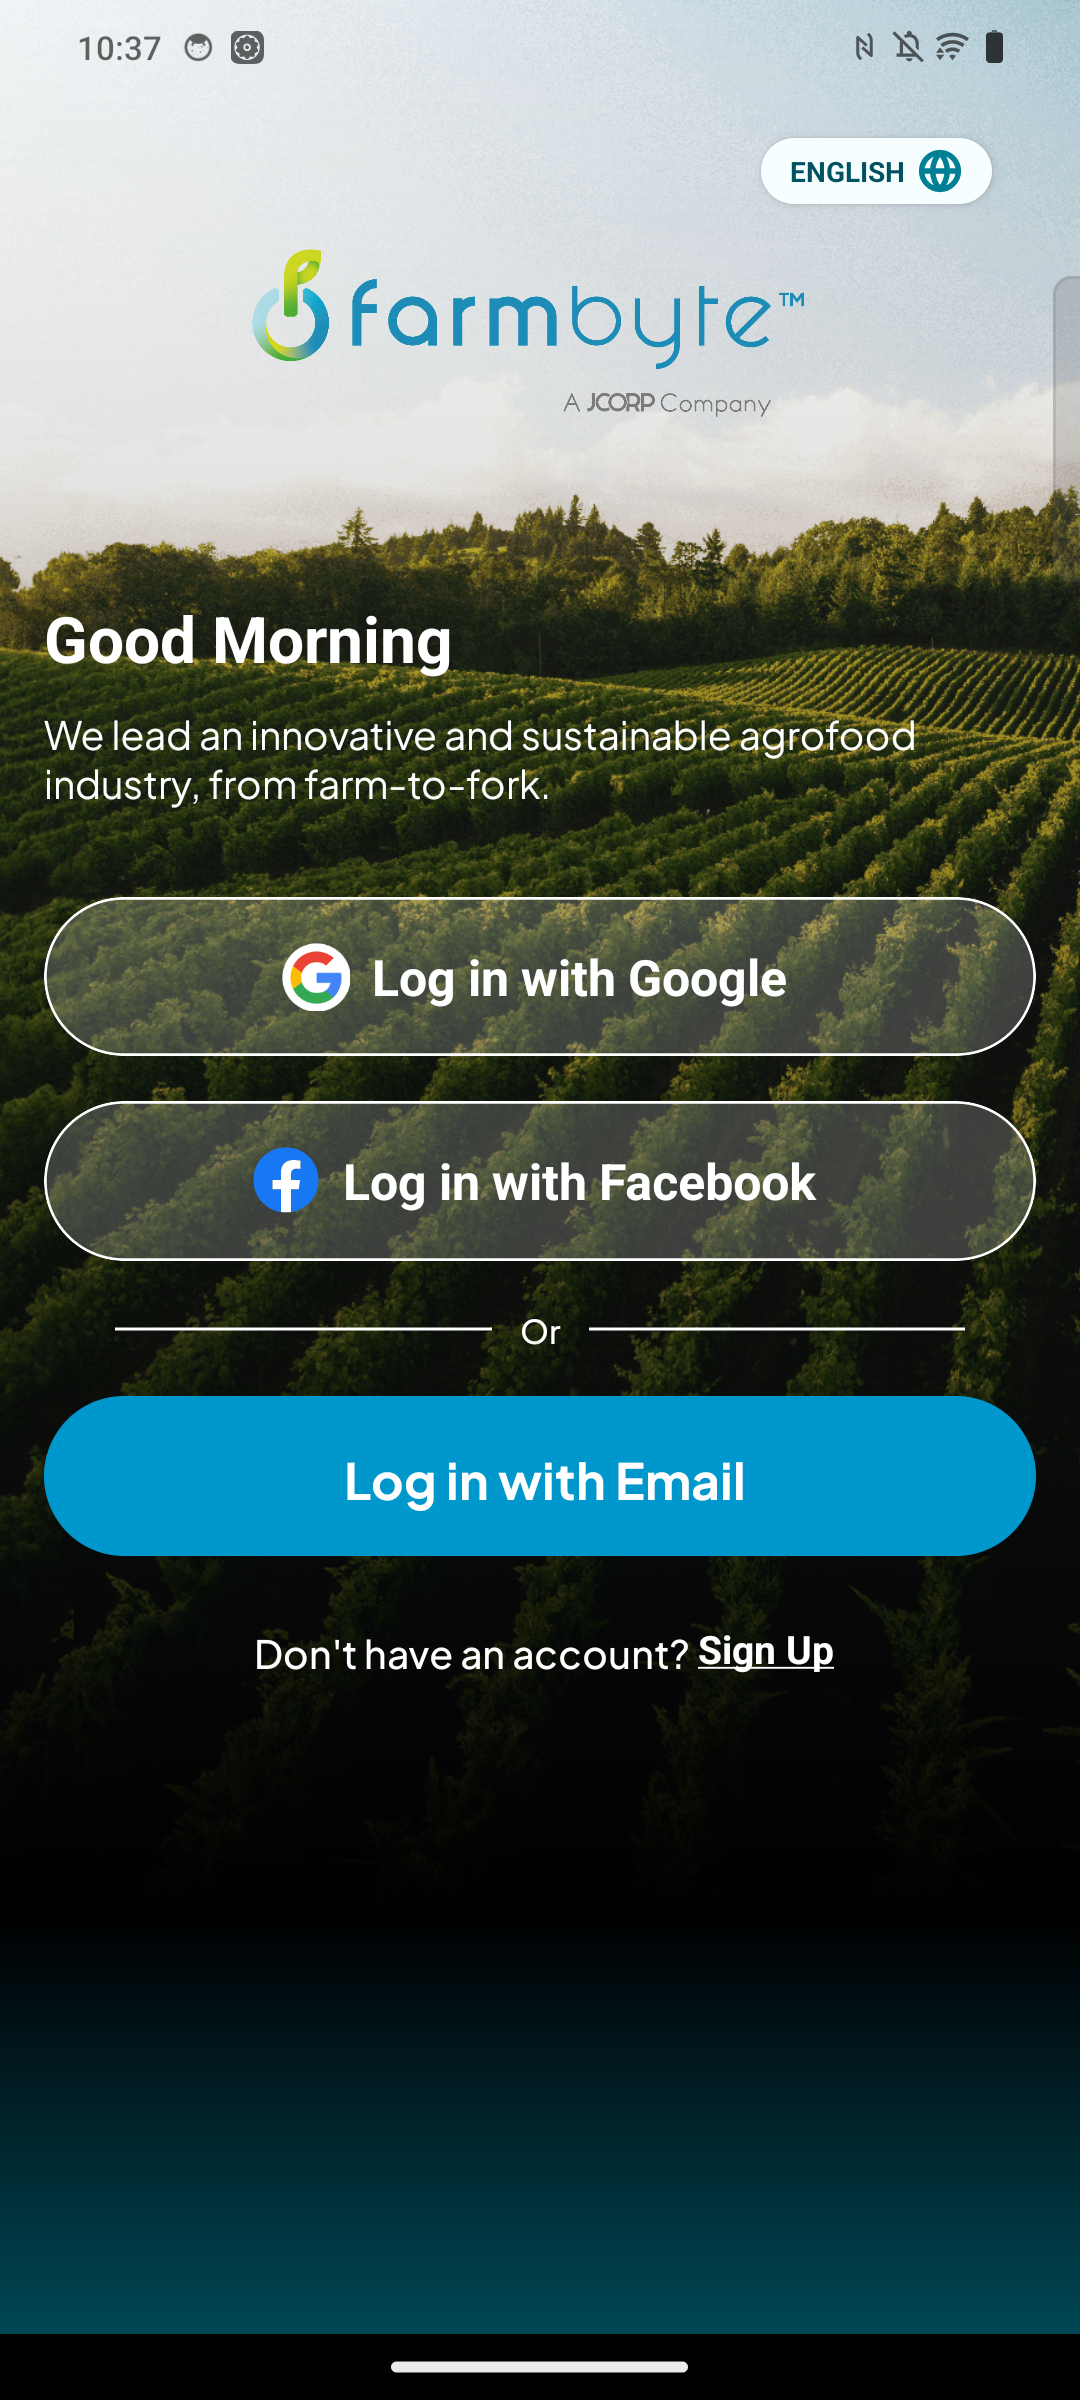 10:37
ENGLISH
farmbyte™
A JCORP Company
Good Morning
We lead an innovative and sustainable agrofood
industry, from farm-to-fork.
Log in with Google
Log in with Facebook
Or
Log in with Email
Don't have an account? Sign Up